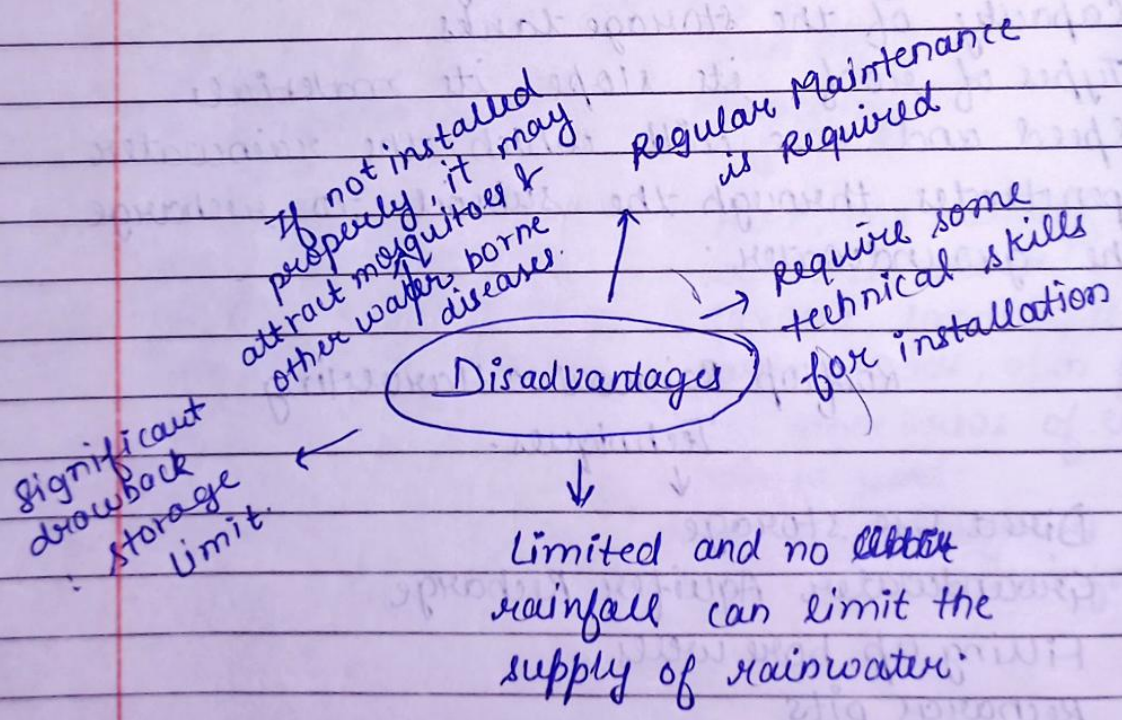 If not installed
properly, it may
attract mosquitoes &
other water borne
diseases.
Regular Maintenance
is Required
Require some
technical skills
for installation
Disadvantages
significant
drawback
: storage
limit.
Limited and no
rainfall can limit the
supply of rainwater.